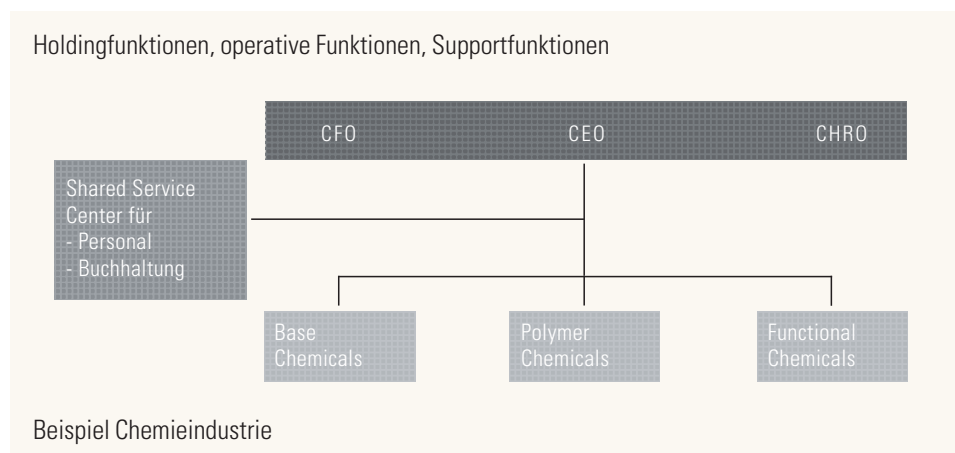 Holdingfunktionen, operative Funktionen, Supportfunktionen
CFO CEO CHRO
Shared Service
Center für
- Personal
- Buchhaltung
Base
Chemicals
Polymer
Chemicals
Functional
Chemicals
Beispiel Chemieindustrie